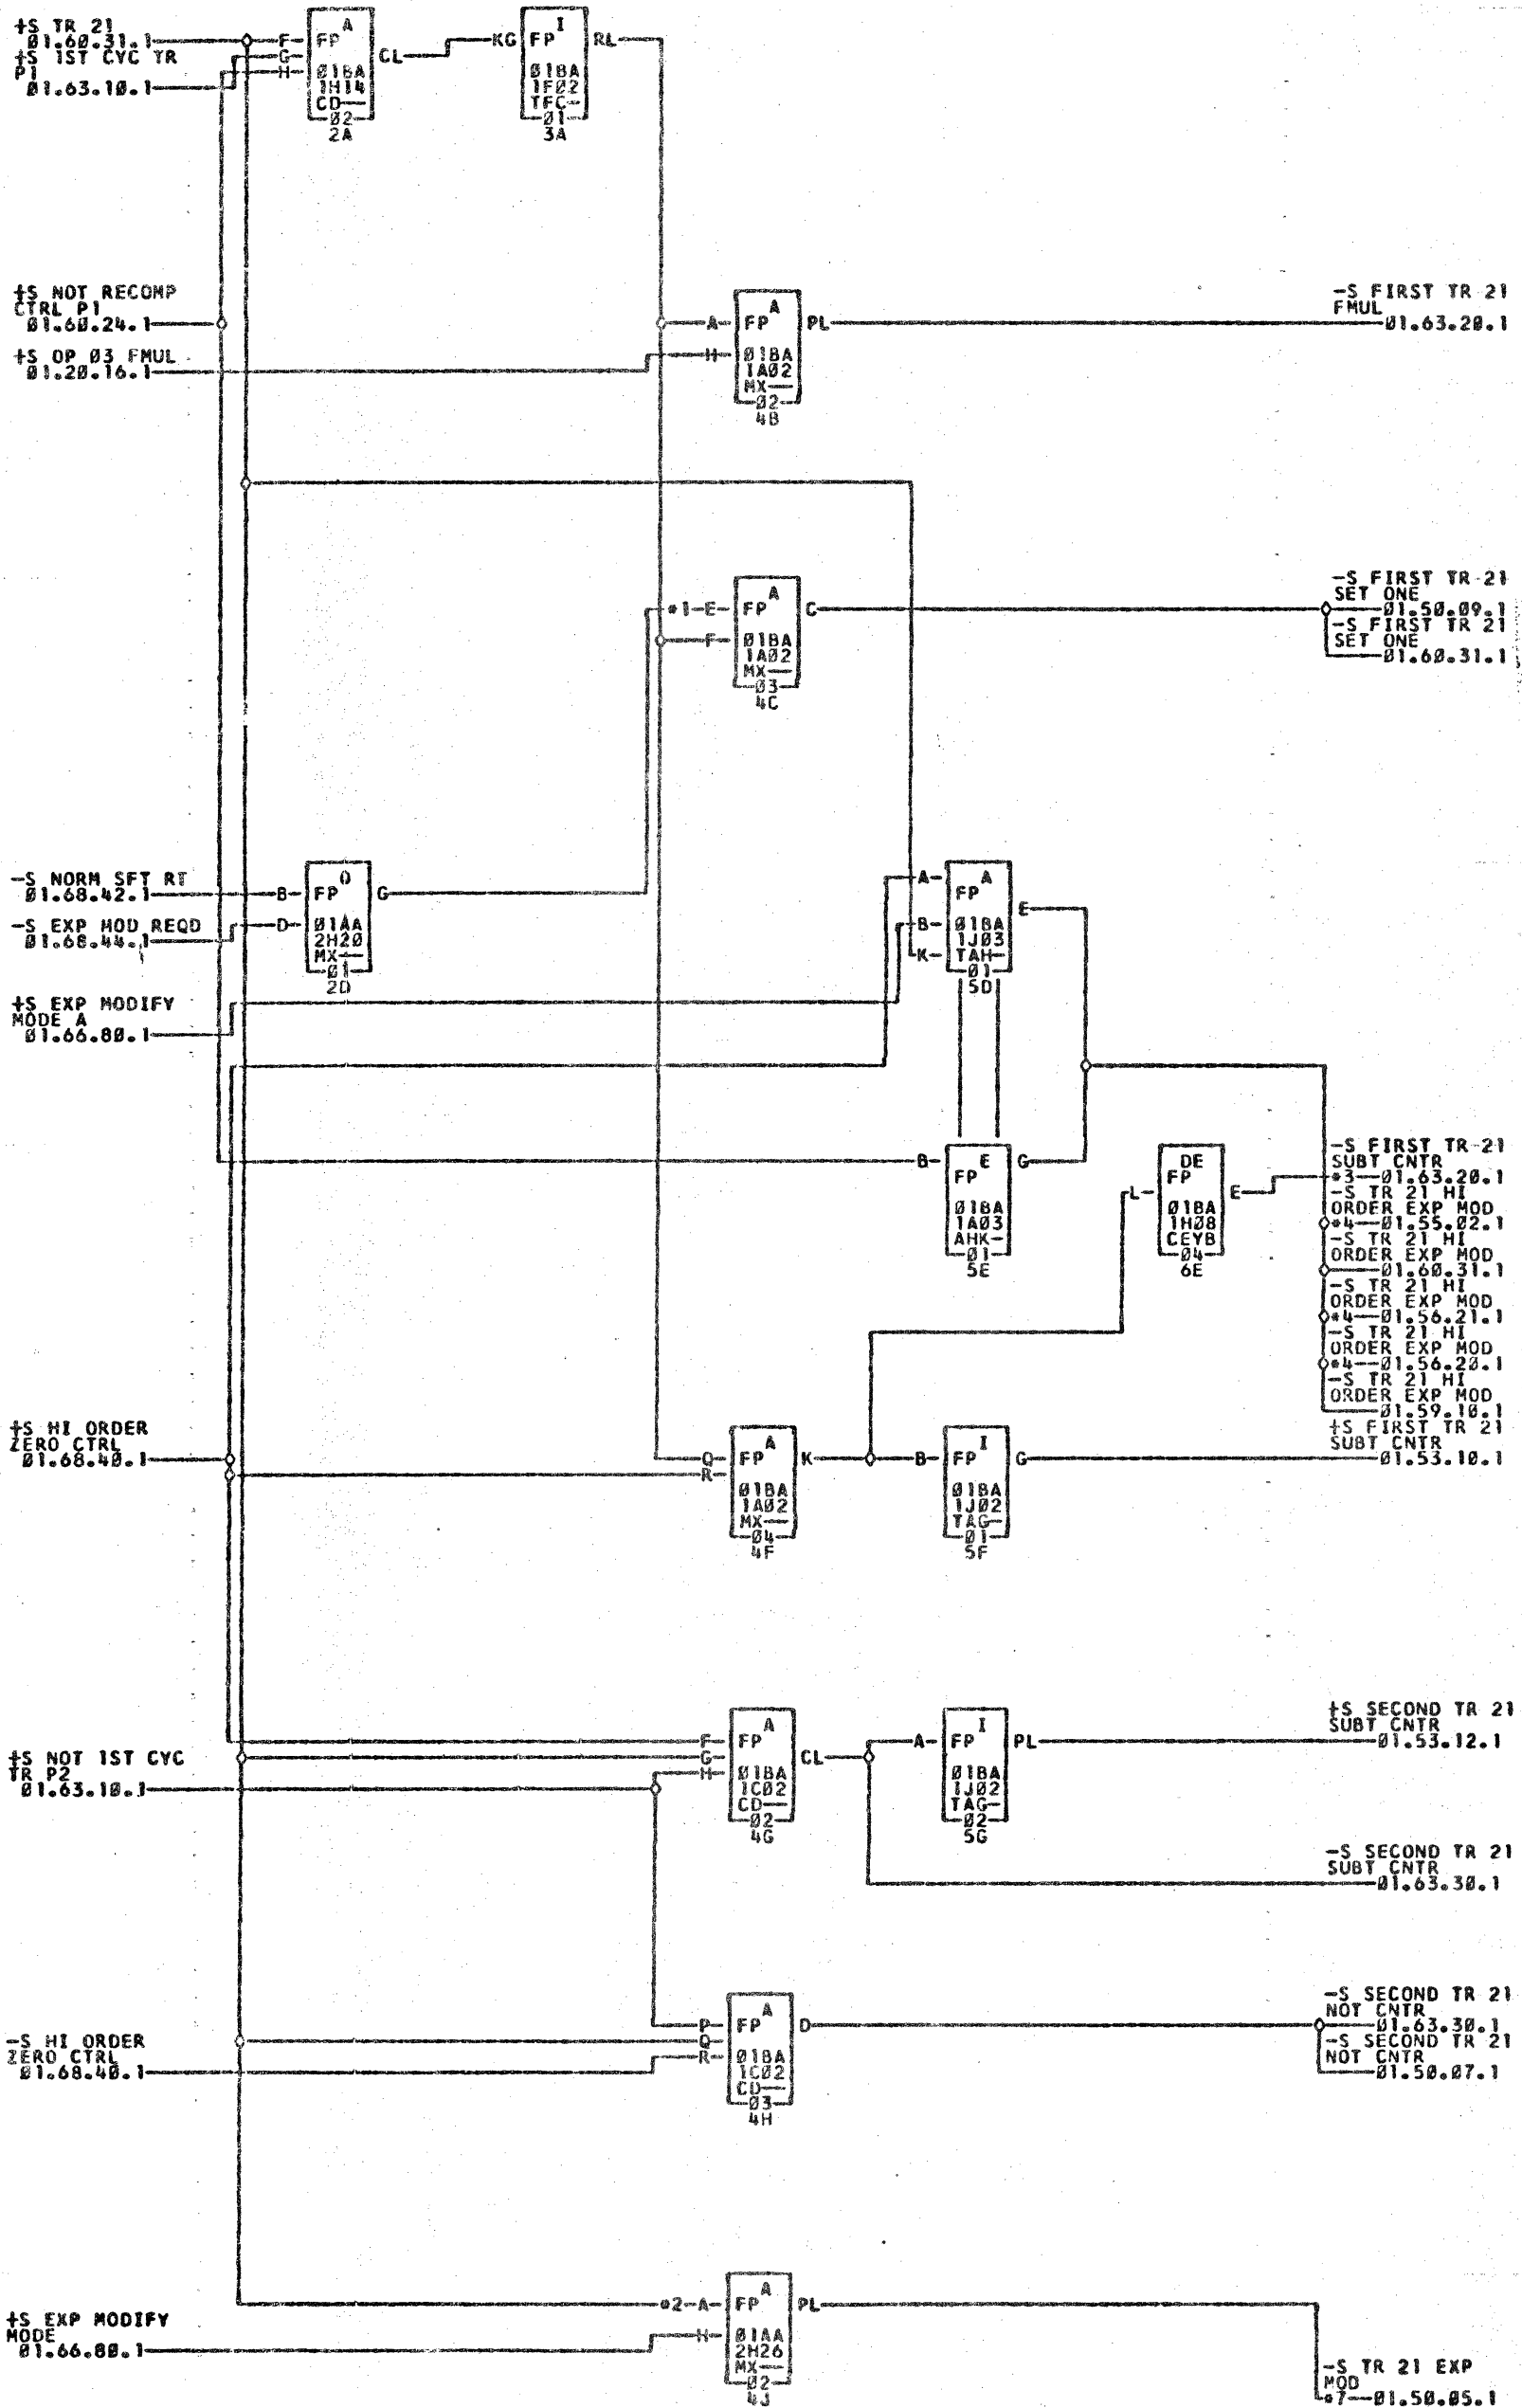 +S TR 21
01.60.31.1
+S 1ST CYC TR
P1
01.63.10.1
F
G
H
A
FP
01BA
1H14
CD
02
2A
CL
KG
I
FP
01BA
1F02
TFC-
01
3A
RL
+S NOT RECOMP
CTRL P1
01.60.24.1
+S OP 03 FMUL
01.20.16.1
A
H
A
FP
01BA
1A02
MX
02
4B
PL
-S FIRST TR 21
FMUL
01.63.20.1
*1-E
F
A
FP
01BA
1A02
MX
03
4C
C
-S FIRST TR 21
SET ONE
01.50.09.1
-S FIRST TR 21
SET ONE
01.60.31.1
-S NORM SFT RT
01.68.42.1
-S EXP MOD REQD
01.68.44.1
B
D
O
FP
01AA
2H20
MX
01
2D
G
+S EXP MODIFY
MODE A
01.66.80.1
A
B
K
A
FP
01BA
1J03
TAH
01
5D
E
B
E
FP
01BA
1A03
AHK-
01
5E
G
L
DE
FP
01BA
1H08
CEYB
04
6E
E
-S FIRST TR 21
SUBT CNTR
*3-01.63.20.1
-S TR 21 HI
ORDER EXP MOD
*4-01.55.02.1
-S TR 21 HI
ORDER EXP MOD
01.60.31.1
-S TR 21 HI
ORDER EXP MOD
*4-01.56.21.1
-S TR 21 HI
ORDER EXP MOD
*4-01.56.20.1
-S TR 21 HI
ORDER EXP MOD
01.59.10.1
+S FIRST TR 21
SUBT CNTR
01.53.10.1
+S HI ORDER
ZERO CTRL
01.68.40.1
Q
R
A
FP
01BA
1A02
MX
04
4F
K
B
I
FP
01BA
1J02
TAG-
01
5F
G
+S NOT 1ST CYC
TR P2
01.63.10.1
F
G
H
A
FP
01BA
1C02
CD
02
4G
CL
A
I
FP
01BA
1J02
TAG-
02
5G
PL
+S SECOND TR 21
SUBT CNTR
01.53.12.1
-S SECOND TR 21
SUBT CNTR
01.63.30.1
-S HI ORDER
ZERO CTRL
01.68.40.1
P
Q
R
A
FP
01BA
1C02
CD
03
4H
D
-S SECOND TR 21
NOT CNTR
01.63.30.1
-S SECOND TR 21
NOT CNTR
01.50.07.1
+S EXP MODIFY
MODE
01.66.80.1
*2-A
H
A
FP
01AA
2H26
MX
02
4J
PL
-S TR 21 EXP
MOD
*7-01.50.05.1